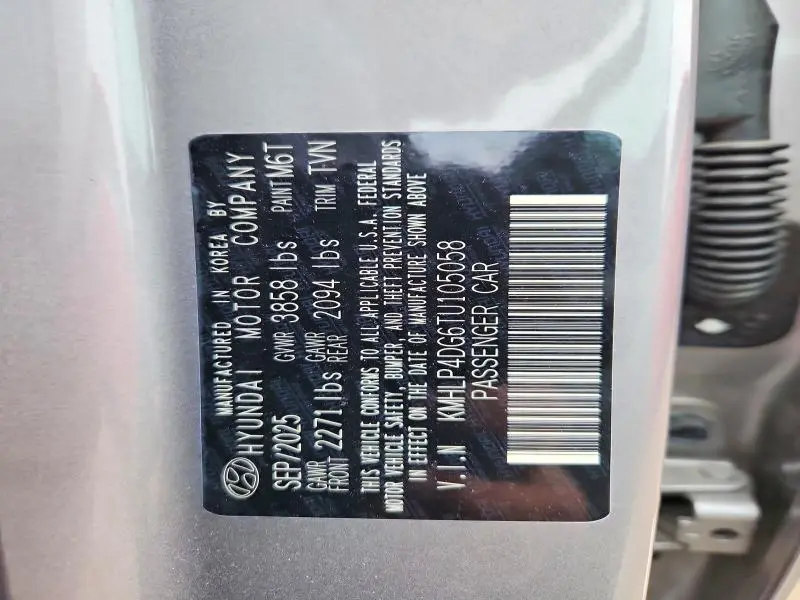 MANUFACTURED IN KOREA BY
HYUNDAI MOTOR COMPANY
SEP/2025 GVWR 3858 lbs PAINT M6T
GAWR FRONT 2271 lbs GAWR REAR 2094 lbs TRIM TVN
THIS VEHICLE CONFORMS TO ALL APPLICABLE U.S.A. FEDERAL
MOTOR VEHICLE SAFETY, BUMPER, AND THEFT PREVENTION STANDARDS
IN EFFECT ON THE DATE OF MANUFACTURE SHOWN ABOVE
V.I.N KMHLP4DG6TU105058
PASSENGER CAR